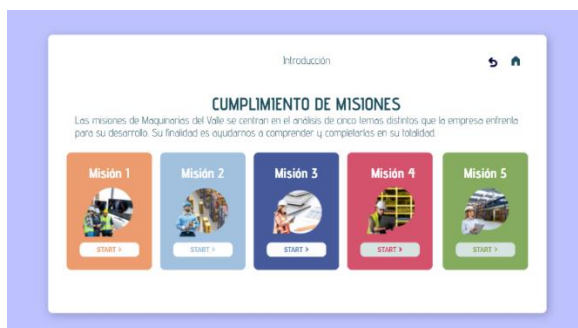 Introducción
CUMPLIMIENTO DE MISIONES
Las misiones de Maquinarias del Valle se centran en el análisis de cinco temas distintos que la empresa enfrenta
para su desarrollo. Su finalidad es ayudarnos a comprender y completarlas en su totalidad.
Misión 1
Misión 2
Misión 3
Misión 4
Misión 5
START >
START >
START >
START >
START >